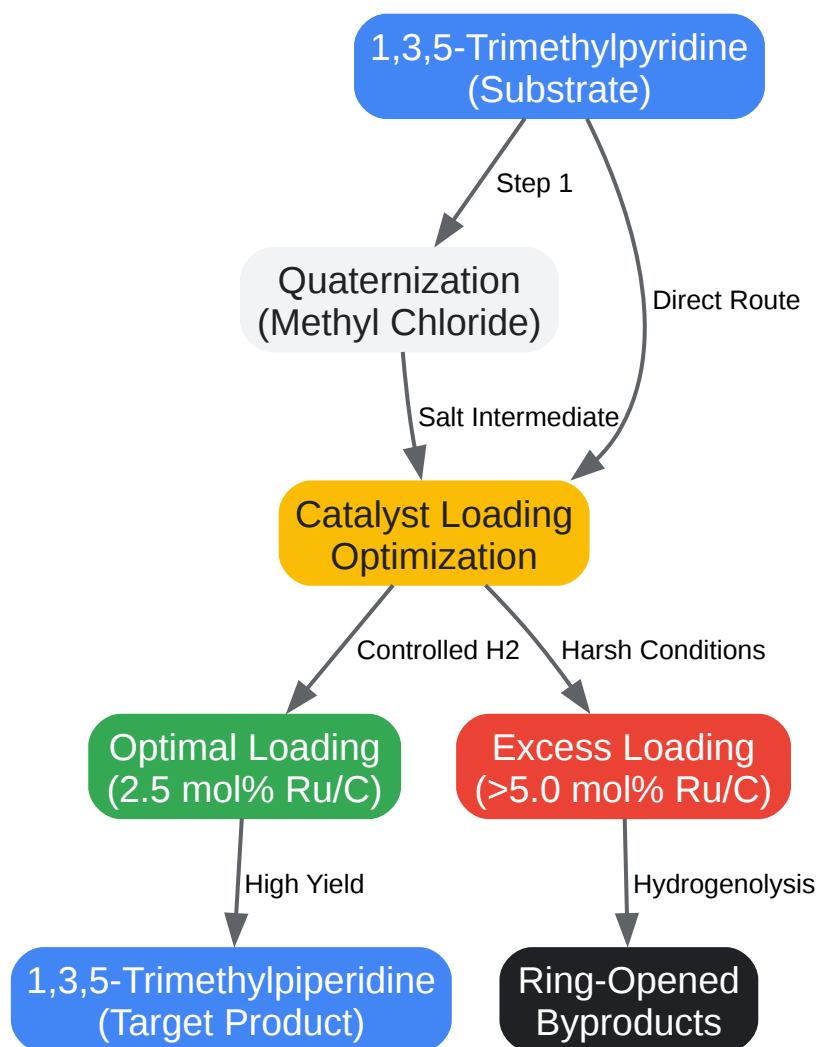 1,3,5-Trimethylpyridine
(Substrate)
Step 1
Quaternization
(Methyl Chloride)
Direct Route
Salt Intermediate
Catalyst Loading
Optimization
Controlled H2
Harsh Conditions
Optimal Loading
(2.5 mol% Ru/C)
Excess Loading
(>5.0 mol% Ru/C)
High Yield
Hydrogenolysis
1,3,5-Trimethylpiperidine
(Target Product)
Ring-Opened
Byproducts